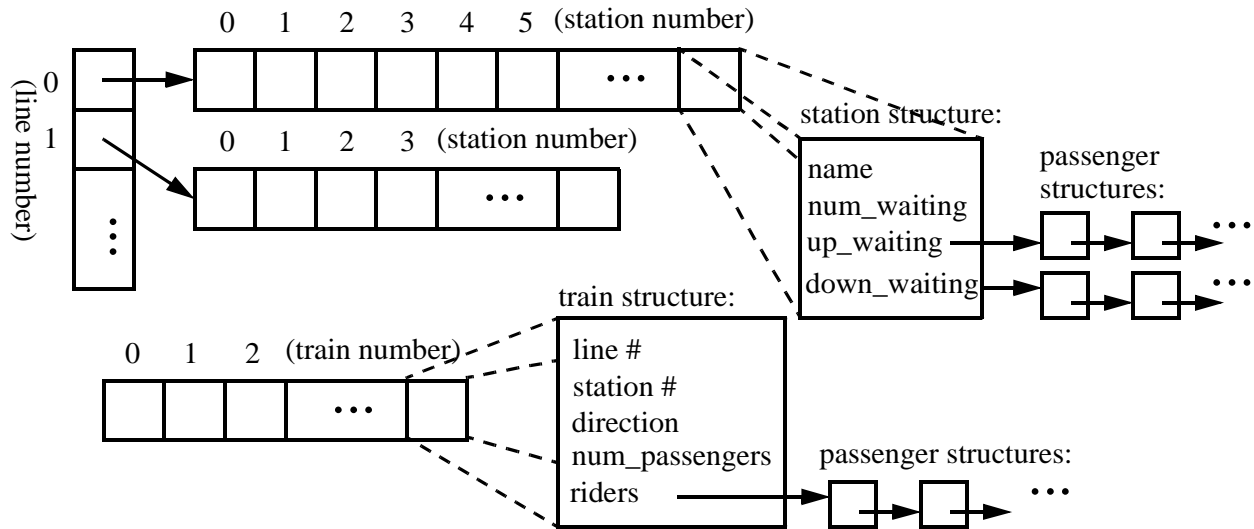 0 1 2 3 4 5 (station number)
(line number)
0
1
...
...
0 1 2 3 (station number)
...
station structure:
name
num_waiting
up_waiting
down_waiting
passenger
structures:
...
...
train structure:
line #
station #
direction
num_passengers
riders
0 1 2 (train number)
...
passenger structures:
...